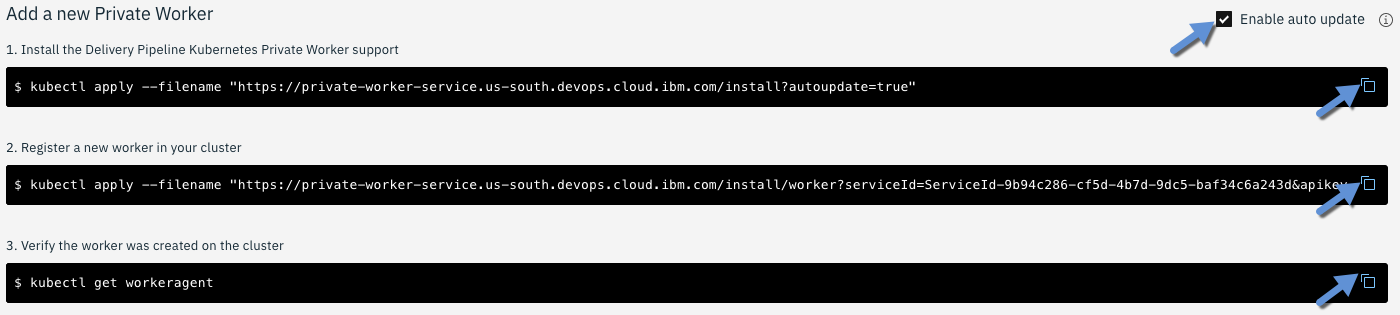 Add a new Private Worker
Enable auto update
1. Install the Delivery Pipeline Kubernetes Private Worker support
$ kubectl apply --filename "https://private-worker-service.us-south.devops.cloud.ibm.com/install?autoupdate=true"
2. Register a new worker in your cluster
$ kubectl apply --filename "https://private-worker-service.us-south.devops.cloud.ibm.com/install/worker?serviceId=ServiceId-9b94c286-cf5d-4b7d-9dc5-baf34c6a243d&apikey
3. Verify the worker was created on the cluster
$ kubectl get workeragent